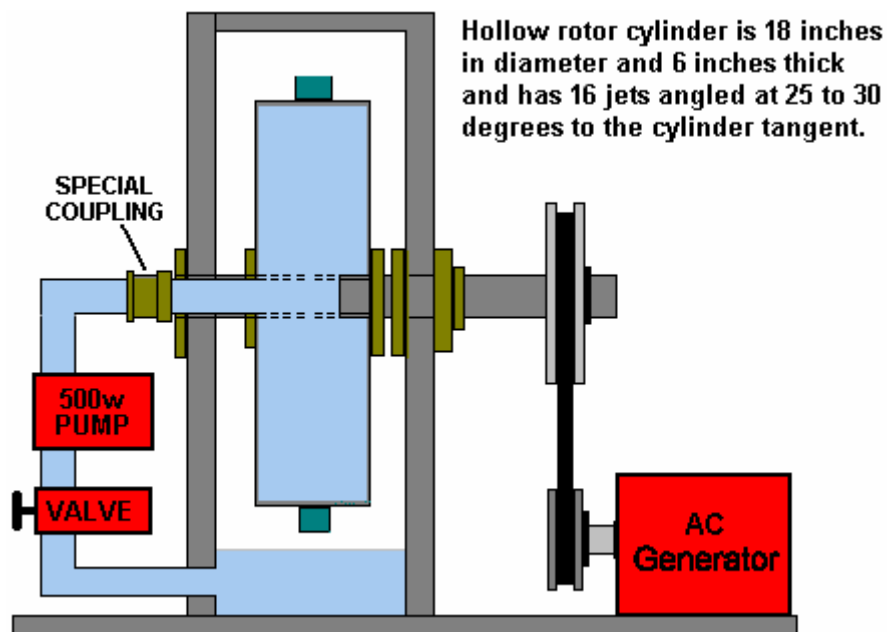 Hollow rotor cylinder is 18 inches
in diameter and 6 inches thick
and has 16 jets angled at 25 to 30
degrees to the cylinder tangent.
SPECIAL
COUPLING
500w
PUMP
VALVE
AC
Generator